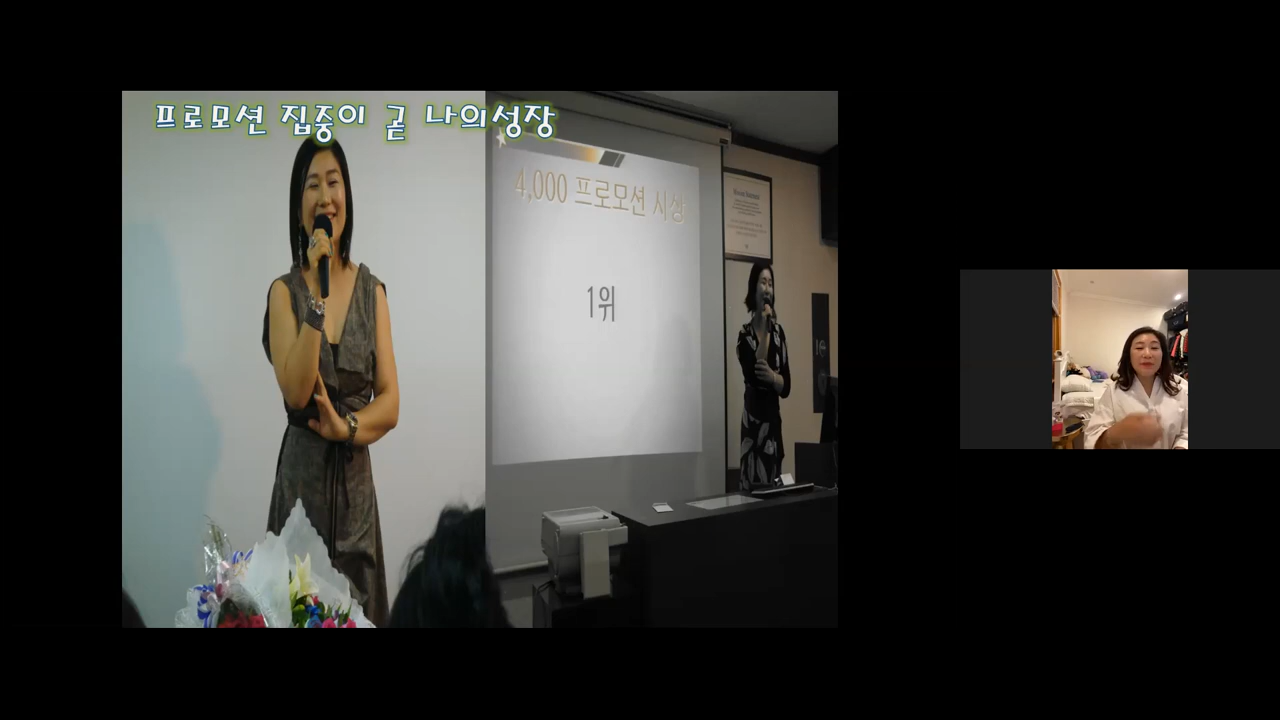 프로모션 집중이 곧 나의성장
4,000 프로모션 시상
1위